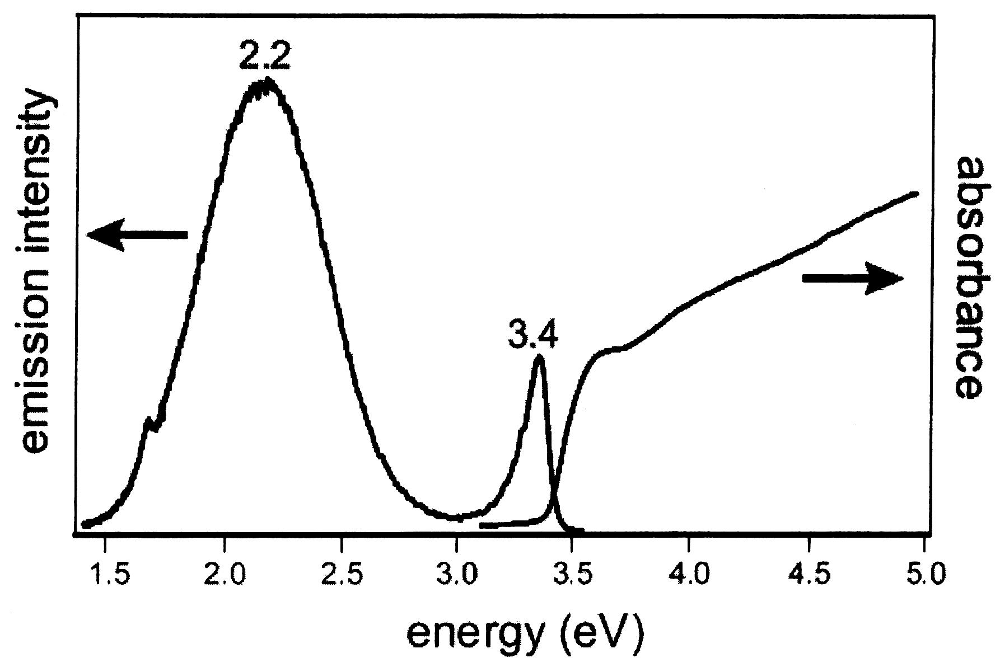 2.2
emission intensity
absorbance
3.4
1.5 2.0 2.5 3.0 3.5 4.0 4.5 5.0
energy (eV)